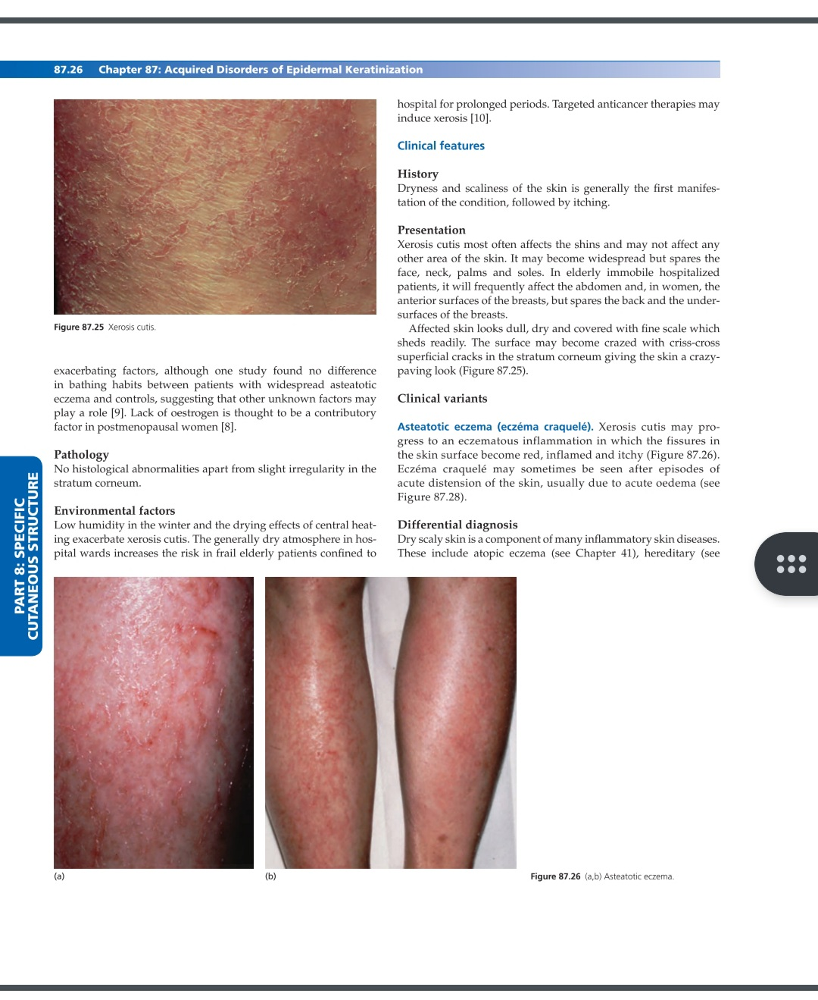 87.26 Chapter 87: Acquired Disorders of Epidermal Keratinization
Figure 87.25 Xerosis cutis.
exacerbating factors, although one study found no difference
in bathing habits between patients with widespread asteatotic
eczema and controls, suggesting that other unknown factors may
play a role [9]. Lack of oestrogen is thought to be a contributory
factor in postmenopausal women [8].
Pathology
No histological abnormalities apart from slight irregularity in the
stratum corneum.
Environmental factors
Low humidity in the winter and the drying effects of central heat-
ing exacerbate xerosis cutis. The generally dry atmosphere in hos-
pital wards increases the risk in frail elderly patients confined to
hospital for prolonged periods. Targeted anticancer therapies may
induce xerosis [10].
Clinical features
History
Dryness and scaliness of the skin is generally the first manifes-
tation of the condition, followed by itching.
Presentation
Xerosis cutis most often affects the shins and may not affect any
other area of the skin. It may become widespread but spares the
face, neck, palms and soles. In elderly immobile hospitalized
patients, it will frequently affect the abdomen and, in women, the
anterior surfaces of the breasts, but spares the back and the under-
surfaces of the breasts.
Affected skin looks dull, dry and covered with fine scale which
sheds readily. The surface may become crazed with criss-cross
superficial cracks in the stratum corneum giving the skin a crazy-
paving look (Figure 87.25).
Clinical variants
Asteatotic eczema (eczéma craquelé). Xerosis cutis may pro-
gress to an eczematous inflammation in which the fissures in
the skin surface become red, inflamed and itchy (Figure 87.26).
Eczéma craquelé may sometimes be seen after episodes of
acute distension of the skin, usually due to acute oedema (see
Figure 87.28).
Differential diagnosis
Dry scaly skin is a component of many inflammatory skin diseases.
These include atopic eczema (see Chapter 41), hereditary (see
PART 8: SPECIFIC
CUTANEOUS STRUCTURE
(a)
(b)
Figure 87.26 (a,b) Asteatotic eczema.